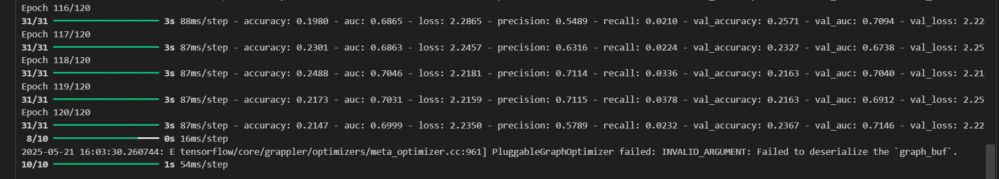 Epoch 116/120
31/31 ━━━━━━━━━━━━━━━━━━━━ 3s 88ms/step - accuracy: 0.1980 - auc: 0.6865 - loss: 2.2865 - precision: 0.5489 - recall: 0.0210 - val_accuracy: 0.2571 - val_auc: 0.7094 - val_loss: 2.22
Epoch 117/120
31/31 ━━━━━━━━━━━━━━━━━━━━ 3s 87ms/step - accuracy: 0.2301 - auc: 0.6863 - loss: 2.2457 - precision: 0.6316 - recall: 0.0224 - val_accuracy: 0.2327 - val_auc: 0.6738 - val_loss: 2.25
Epoch 118/120
31/31 ━━━━━━━━━━━━━━━━━━━━ 3s 87ms/step - accuracy: 0.2488 - auc: 0.7046 - loss: 2.2181 - precision: 0.7114 - recall: 0.0336 - val_accuracy: 0.2163 - val_auc: 0.7040 - val_loss: 2.21
Epoch 119/120
31/31 ━━━━━━━━━━━━━━━━━━━━ 3s 87ms/step - accuracy: 0.2173 - auc: 0.7031 - loss: 2.2159 - precision: 0.7115 - recall: 0.0378 - val_accuracy: 0.2163 - val_auc: 0.6912 - val_loss: 2.25
Epoch 120/120
31/31 ━━━━━━━━━━━━━━━━━━━━ 3s 87ms/step - accuracy: 0.2147 - auc: 0.6999 - loss: 2.2350 - precision: 0.5789 - recall: 0.0232 - val_accuracy: 0.2367 - val_auc: 0.7146 - val_loss: 2.22
8/10 ━━━━━━━━━━━━━━━━━━━━ 0s 16ms/step
2025-05-21 16:03:30.260744: E tensorflow/core/grappler/optimizers/meta_optimizer.cc:961] PluggableGraphOptimizer failed: INVALID_ARGUMENT: Failed to deserialize the `graph_buf`.
10/10 ━━━━━━━━━━━━━━━━━━━━ 1s 54ms/step